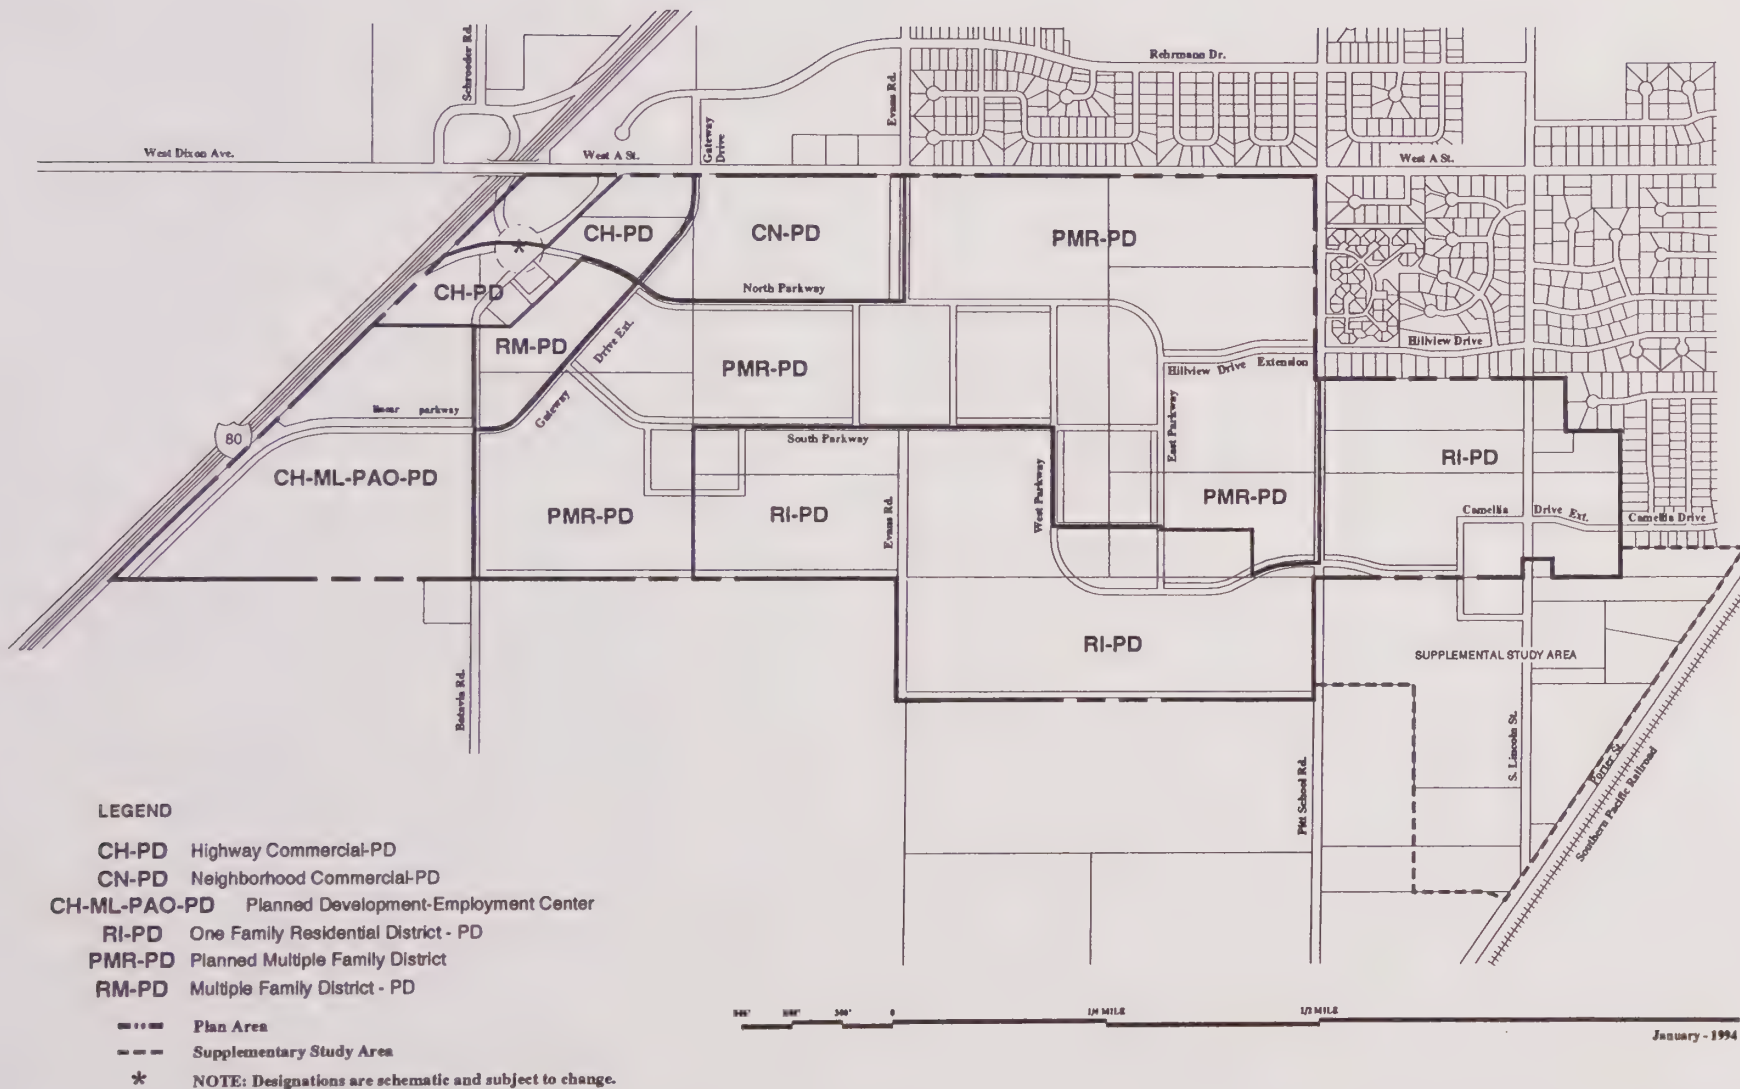 Schroeder Rd.
Rehrmann Dr.
Evans Rd.
West Dixon Ave.
West A St.
Gateway
Drive
West A St.
CH-PD
CN-PD
PMR-PD
*
CH-PD
North Parkway
RM-PD
Drive Ext.
PMR-PD
Hillview Drive
Hillview Drive Extension
linear parkway
Gateway
80
South Parkway
East Parkway
RI-PD
CH-ML-PAO-PD
West Parkway
PMR-PD
PMR-PD
RI-PD
Evans Rd.
Camellia Drive Ext.
Camellia Drive
RI-PD
SUPPLEMENTAL STUDY AREA
Batavia Rd.
S. Lincoln St.
Porter St.
Southern Pacific Railroad
Pitt School Rd.
LEGEND
CH-PD Highway Commercial-PD
CN-PD Neighborhood Commercial-PD
CH-ML-PAO-PD Planned Development-Employment Center
RI-PD One Family Residential District - PD
PMR-PD Planned Multiple Family District
RM-PD Multiple Family District - PD
Plan Area
Supplementary Study Area
* NOTE: Designations are schematic and subject to change.
0 1/4 MILE 1/2 MILE
January - 1994